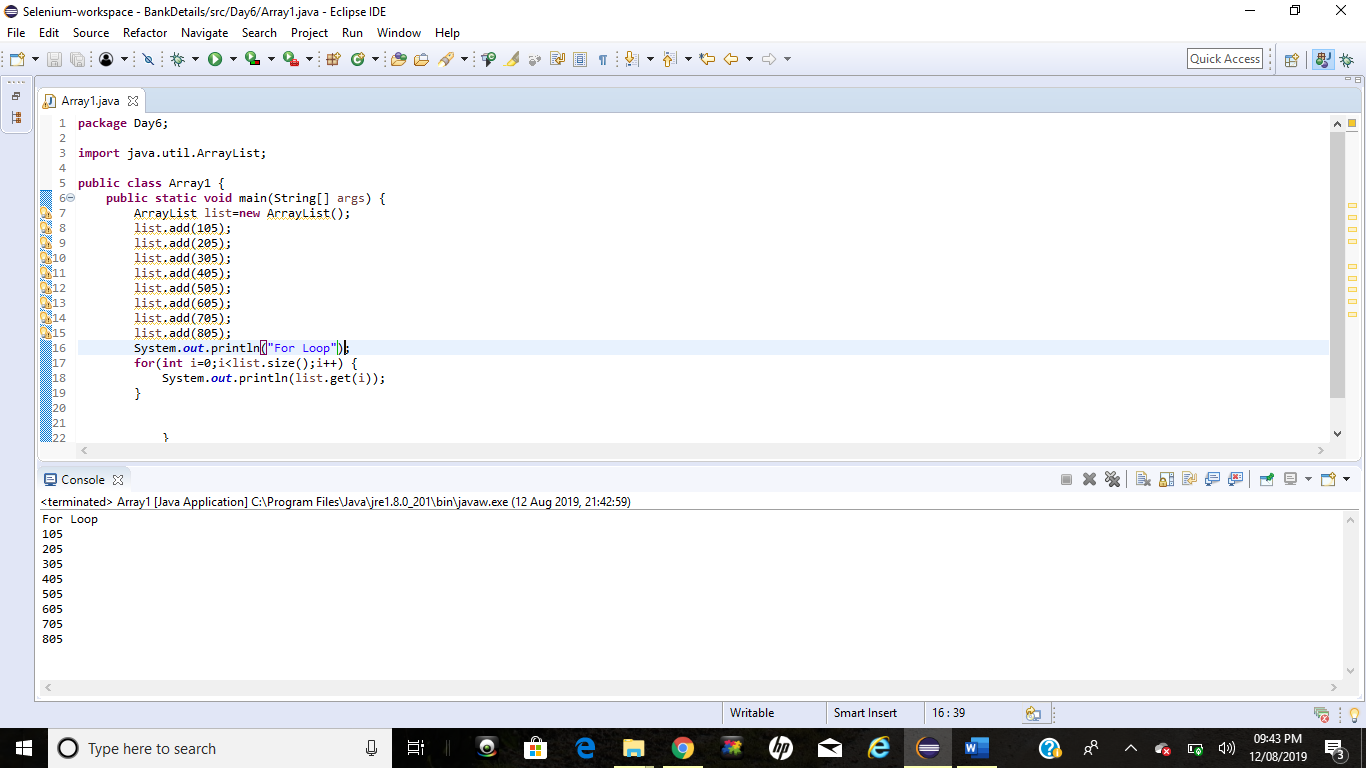 Selenium-workspace - BankDetails/src/Day6/Array1.java - Eclipse IDE
File Edit Source Refactor Navigate Search Project Run Window Help
Quick Access
Array1.java
1 package Day6;
2
3 import java.util.ArrayList;
4
5 public class Array1 {
6 public static void main(String[] args) {
7 ArrayList list=new ArrayList();
8 list.add(105);
9 list.add(205);
10 list.add(305);
11 list.add(405);
12 list.add(505);
13 list.add(605);
14 list.add(705);
15 list.add(805);
16 System.out.println("For Loop");
17 for(int i=0;i<list.size();i++) {
18 System.out.println(list.get(i));
19 }
20
21
22 }
Console
<terminated> Array1 [Java Application] C:\Program Files\Java\jre1.8.0_201\bin\javaw.exe (12 Aug 2019, 21:42:59)
For Loop
105
205
305
405
505
605
705
805
Writable Smart Insert 16 : 39
Type here to search
09:43 PM
12/08/2019
3